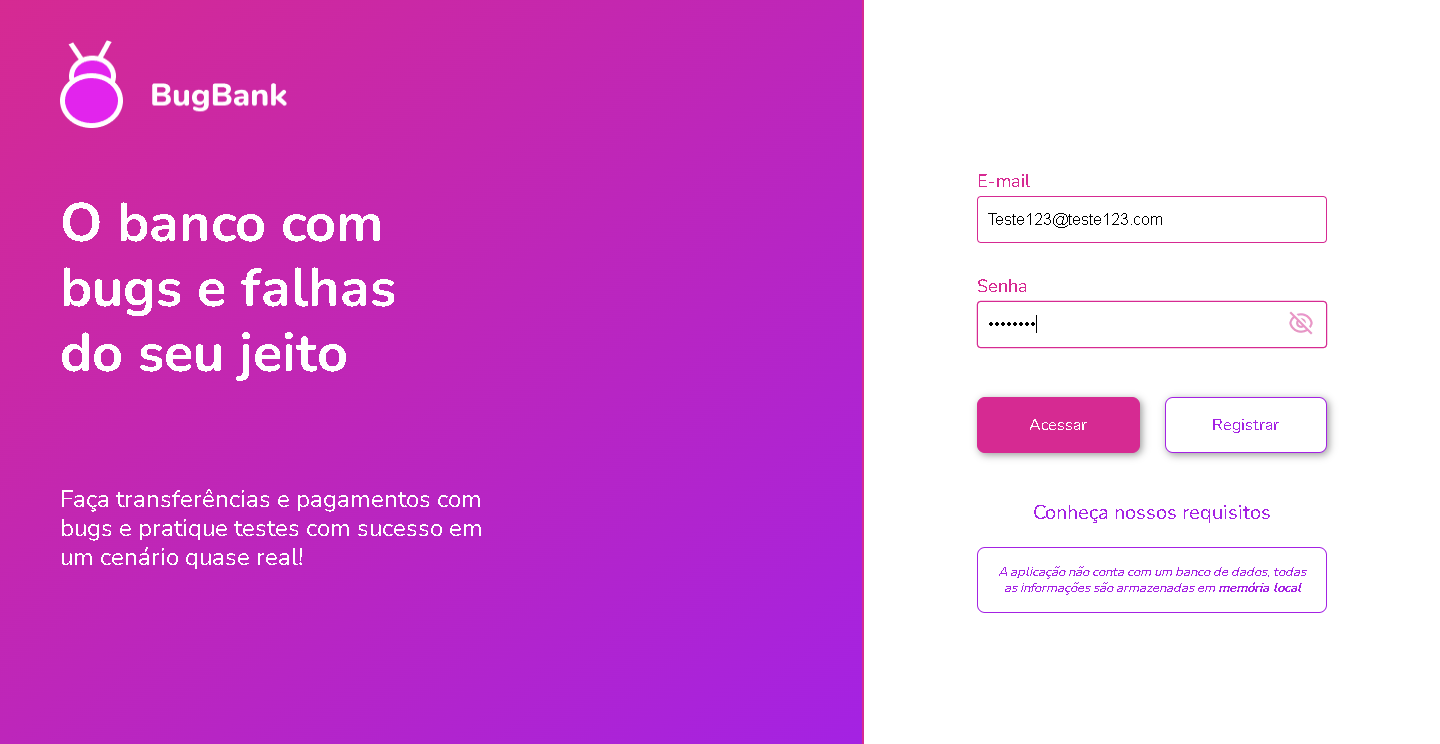 BugBank
O banco com
bugs e falhas
do seu jeito
Faça transferências e pagamentos com
bugs e pratique testes com sucesso em
um cenário quase real!
E-mail
Teste123@teste123.com
Senha
••••••••
Acessar
Registrar
Conheça nossos requisitos
A aplicação não conta com um banco de dados, todas
as informações são armazenadas em memória local